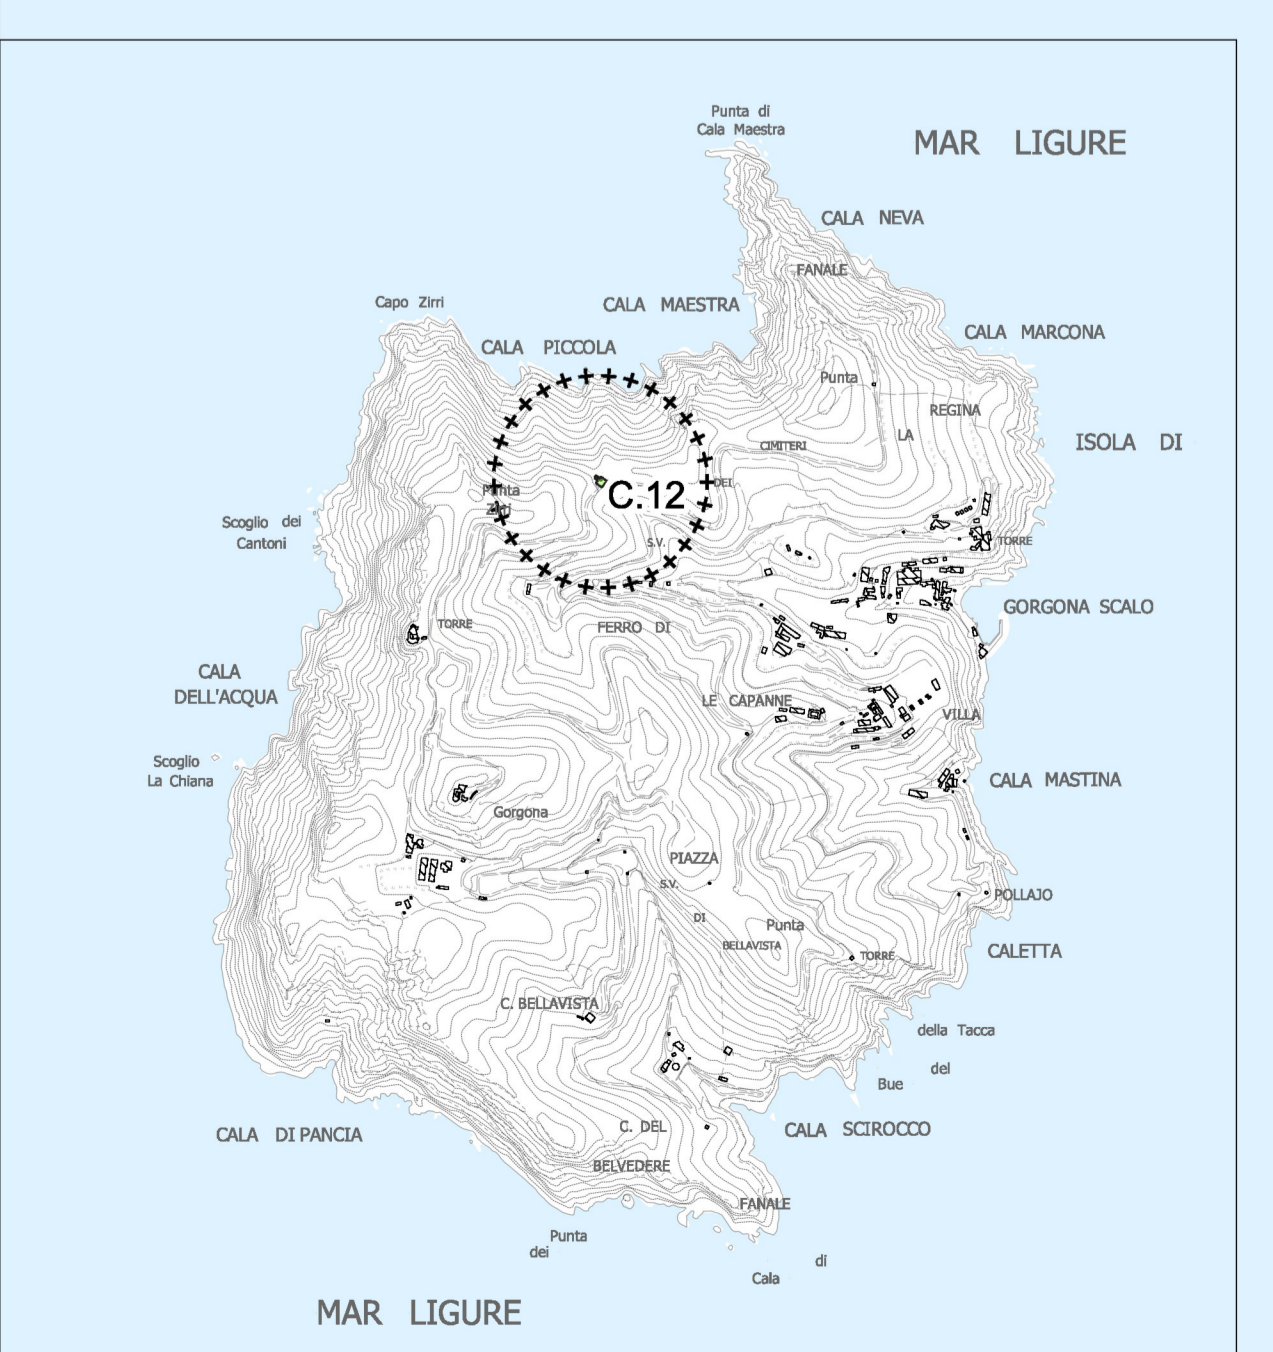 Punta di
Cala Maestra
MAR LIGURE
CALA NEVA
FANALE
Capo Zirri
CALA MAESTRA
CALA MARCONA
CALA PICCOLA
Punta
REGINA
LA
ISOLA DI
CIMITERI
DEI
Punta
Zirri
C.12
Scoglio dei
Cantoni
S.V.
TORRE
GORGONA SCALO
TORRE
FERRO DI
CALA
DELL'ACQUA
LE CAPANNE
VILLA
Scoglio
La Chiana
CALA MASTINA
Gorgona
PIAZZA
S.V.
POLLAJO
DI
Punta
BELLAVISTA
TORRE
CALETTA
C. BELLAVISTA
della Tacca
del
Bue
CALA DI PANCIA
C. DEL
CALA SCIROCCO
BELVEDERE
FANALE
Punta
dei
di
Cala
MAR LIGURE